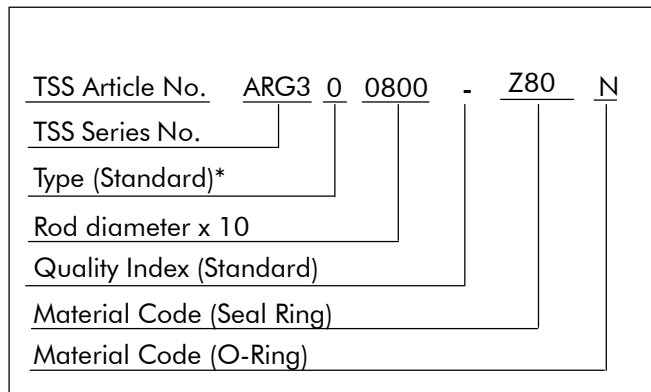 TSS Article No. ARG3 0 0800 - Z80 N
TSS Series No.
Type (Standard)*
Rod diameter x 10
Quality Index (Standard)
Material Code (Seal Ring)
Material Code (O-Ring)